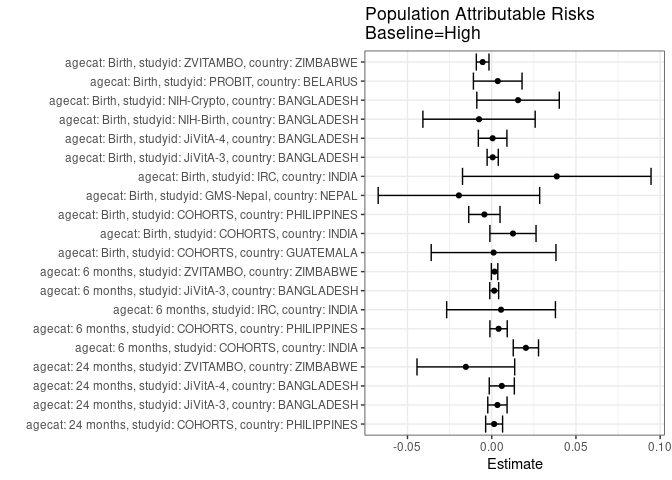 Population Attributable Risks
Baseline=High
agecat: Birth, studyid: ZVITAMBO, country: ZIMBABWE
agecat: Birth, studyid: PROBIT, country: BELARUS
agecat: Birth, studyid: NIH-Crypto, country: BANGLADESH
agecat: Birth, studyid: NIH-Birth, country: BANGLADESH
agecat: Birth, studyid: JiVitA-4, country: BANGLADESH
agecat: Birth, studyid: JiVitA-3, country: BANGLADESH
agecat: Birth, studyid: IRC, country: INDIA
agecat: Birth, studyid: GMS-Nepal, country: NEPAL
agecat: Birth, studyid: COHORTS, country: PHILIPPINES
agecat: Birth, studyid: COHORTS, country: INDIA
agecat: Birth, studyid: COHORTS, country: GUATEMALA
agecat: 6 months, studyid: ZVITAMBO, country: ZIMBABWE
agecat: 6 months, studyid: JiVitA-3, country: BANGLADESH
agecat: 6 months, studyid: IRC, country: INDIA
agecat: 6 months, studyid: COHORTS, country: PHILIPPINES
agecat: 6 months, studyid: COHORTS, country: INDIA
agecat: 24 months, studyid: ZVITAMBO, country: ZIMBABWE
agecat: 24 months, studyid: JiVitA-4, country: BANGLADESH
agecat: 24 months, studyid: JiVitA-3, country: BANGLADESH
agecat: 24 months, studyid: COHORTS, country: PHILIPPINES
-0.05 0.00 0.05 0.10
Estimate